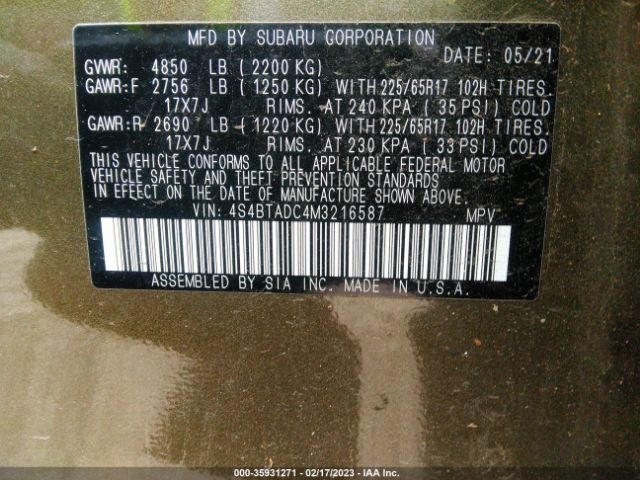 MFD BY SUBARU CORPORATION
DATE: 05/21
GVWR: 4850 LB (2200 KG)
GAWR:F 2756 LB (1250 KG) WITH 225/65R17 102H TIRES.
17X7J RIMS. AT 240 KPA (35 PSI) COLD
GAWR:R 2690 LB (1220 KG) WITH 225/65R17 102H TIRES.
17X7J RIMS. AT 230 KPA (33 PSI) COLD
THIS VEHICLE CONFORMS TO ALL APPLICABLE FEDERAL MOTOR
VEHICLE SAFETY AND THEFT PREVENTION STANDARDS
IN EFFECT ON THE DATE OF MANUFACTURE SHOWN ABOVE.
VIN: 4S4BTADC4M3216587 MPV
ASSEMBLED BY SIA INC. MADE IN U.S.A.
000-35931271 - 02/17/2023 - IAA Inc.